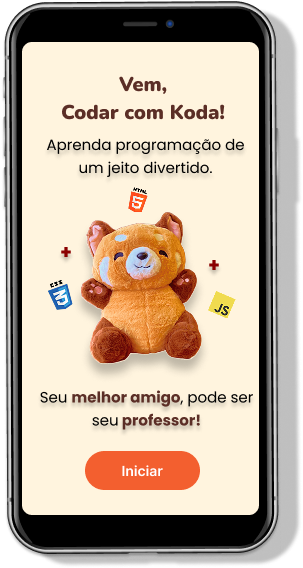 Vem,
Codar com Koda!
Aprenda programação de
um jeito divertido.
HTML
5
CSS
3
JS
Seu melhor amigo, pode ser
seu professor!
Iniciar